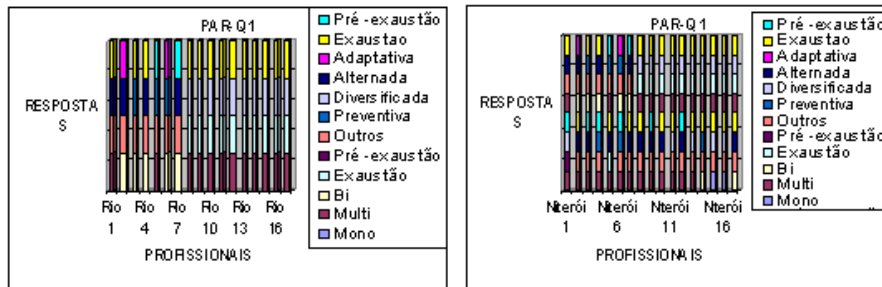 PAR-Q1
RESPOSTA
S
Rio Rio Rio Rio Rio Rio
1 4 7 10 13 16
PROFISSIONAIS
Pré -exaustão
Exaustao
Adaptativa
Alternada
Diversificada
Preventiva
Outros
Pré -exaustão
Exaustão
Bi
Multi
Mono
PAR-Q1
RESPOSTA
S
Niterói Niterói Niterói Niterói
1 6 11 16
PROFISSIONAIS
Pré -exaustão
Exaustao
Adaptativa
Alternada
Diversificada
Preventiva
Outros
Pré -exaustão
Exaustão
Bi
Multi
Mono